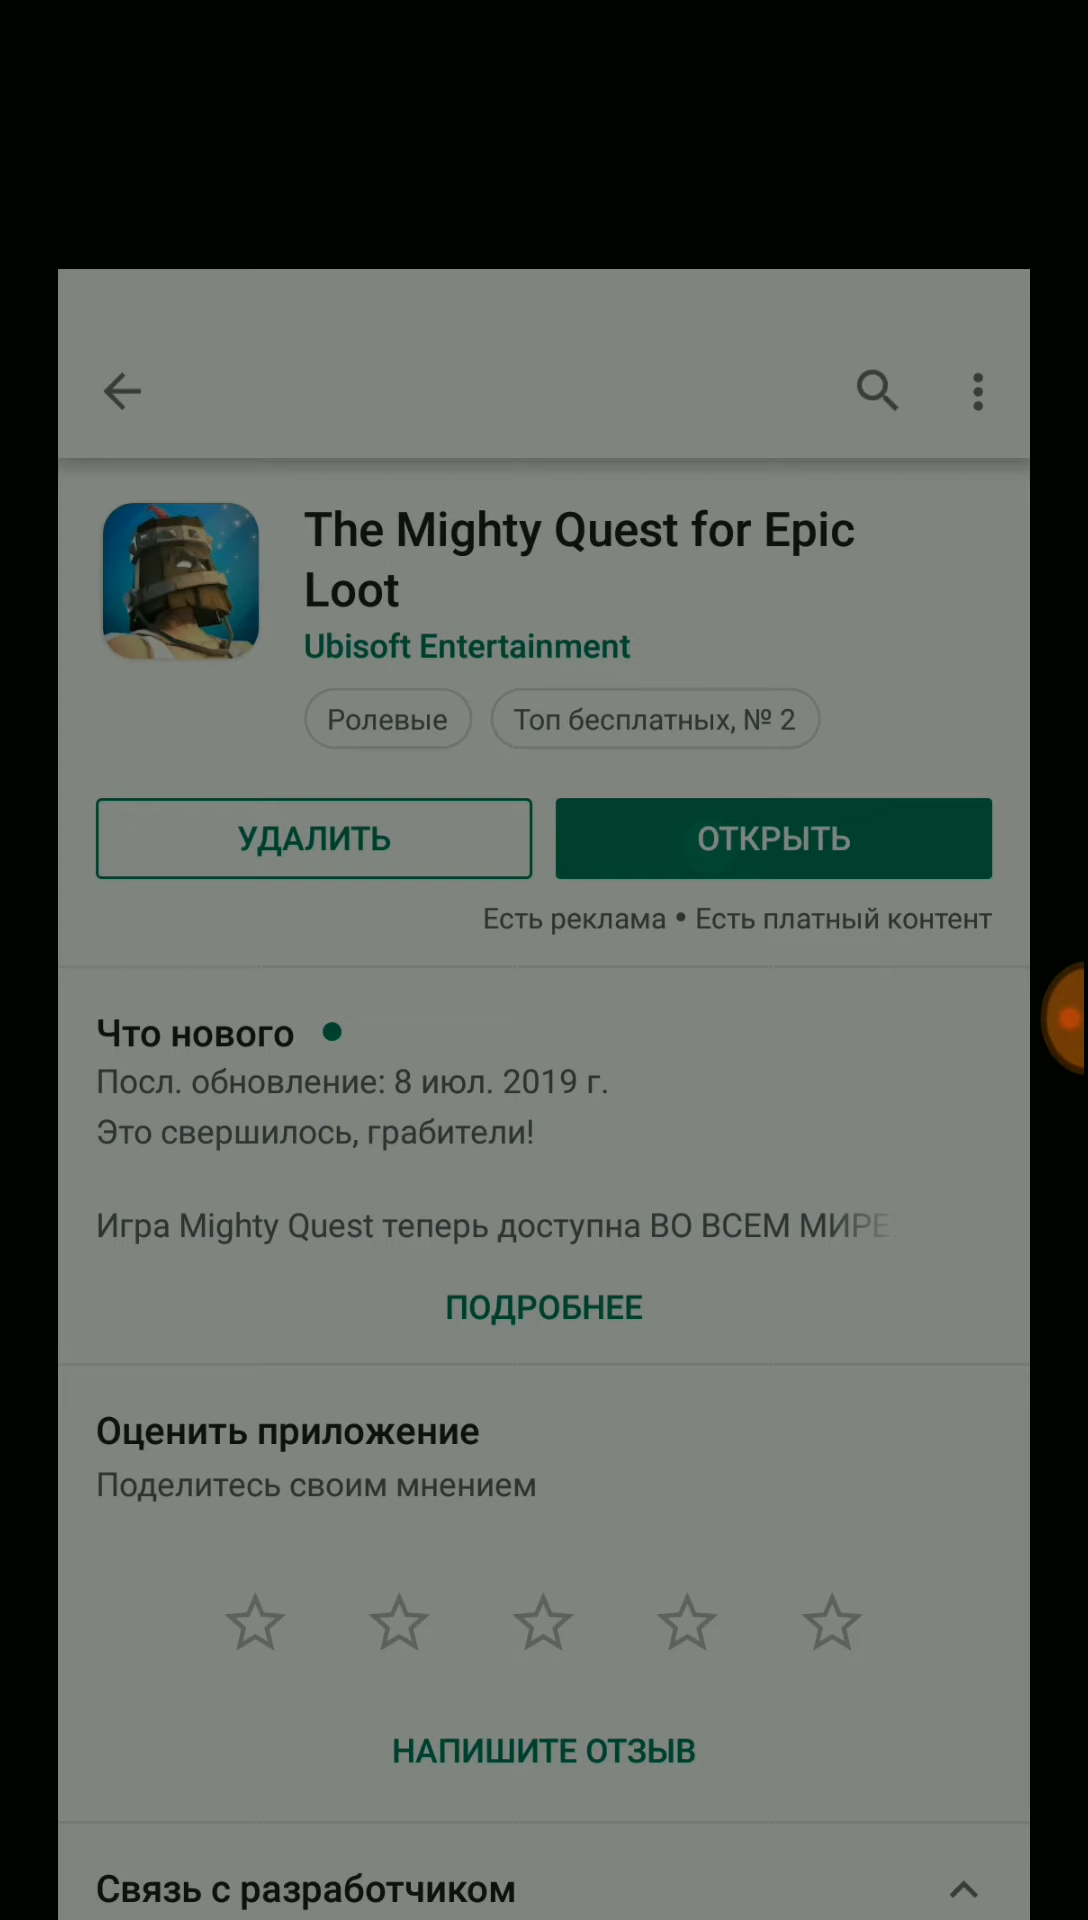 The Mighty Quest for Epic
Loot
Ubisoft Entertainment
Ролевые
Топ бесплатных, № 2
УДАЛИТЬ
ОТКРЫТЬ
Есть реклама • Есть платный контент
Что нового
Посл. обновление: 8 июл. 2019 г.
Это свершилось, грабители!
Игра Mighty Quest теперь доступна ВО ВСЕМ МИРЕ
ПОДРОБНЕЕ
Оценить приложение
Поделитесь своим мнением
НАПИШИТЕ ОТЗЫВ
Связь с разработчиком